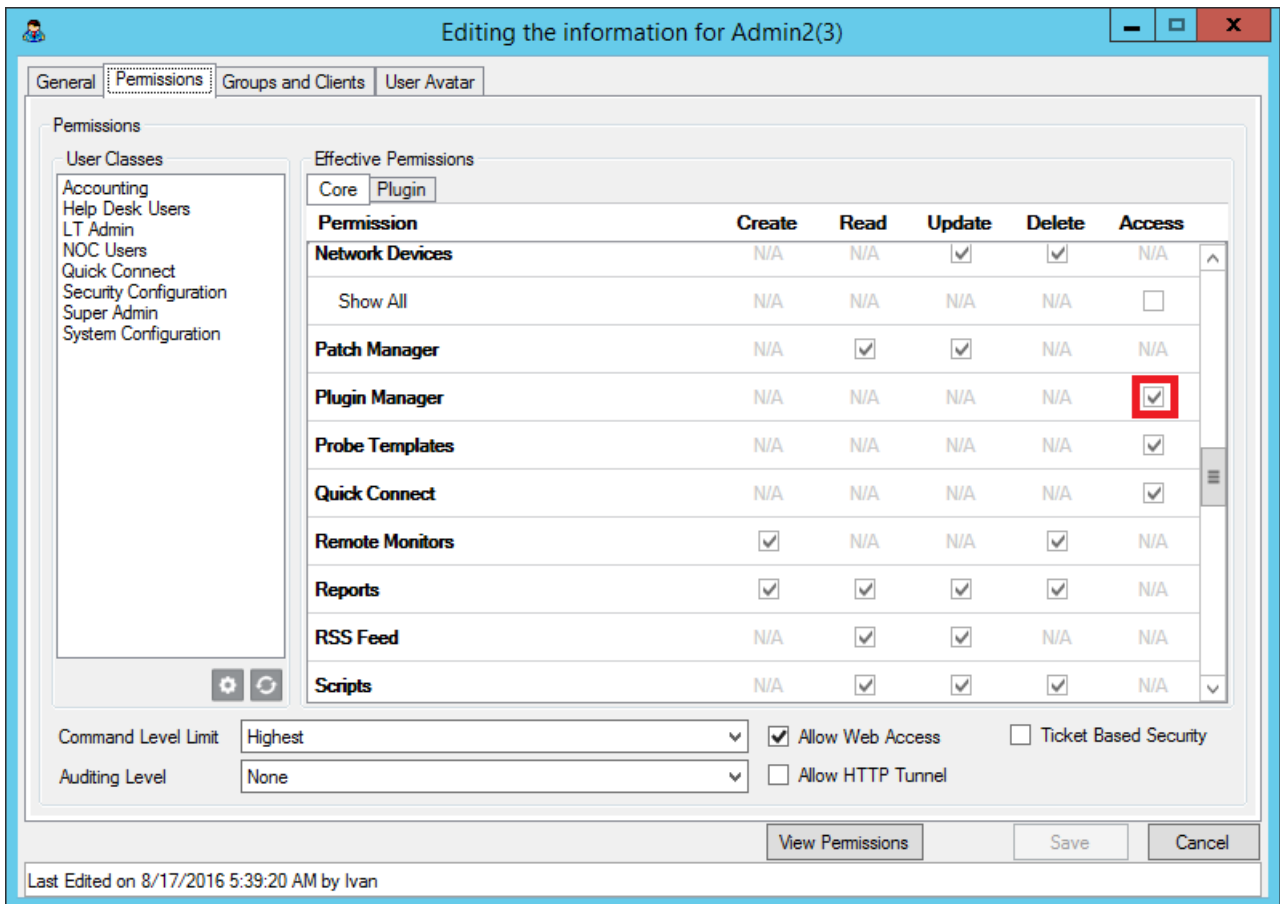 Editing the information for Admin2(3)
General Permissions Groups and Clients User Avatar
Permissions
User Classes
Accounting
Help Desk Users
LT Admin
NOC Users
Quick Connect
Security Configuration
Super Admin
System Configuration
Effective Permissions
Core Plugin
Permission Create Read Update Delete Access
Network Devices N/A N/A N/A
Show All N/A N/A N/A N/A
Patch Manager N/A N/A N/A
Plugin Manager N/A N/A N/A N/A
Probe Templates N/A N/A N/A N/A
Quick Connect N/A N/A N/A N/A
Remote Monitors N/A N/A N/A
Reports N/A
RSS Feed N/A N/A N/A
Scripts N/A N/A
Command Level Limit Highest Allow Web Access Ticket Based Security
Auditing Level None Allow HTTP Tunnel
View Permissions Save Cancel
Last Edited on 8/17/2016 5:39:20 AM by Ivan